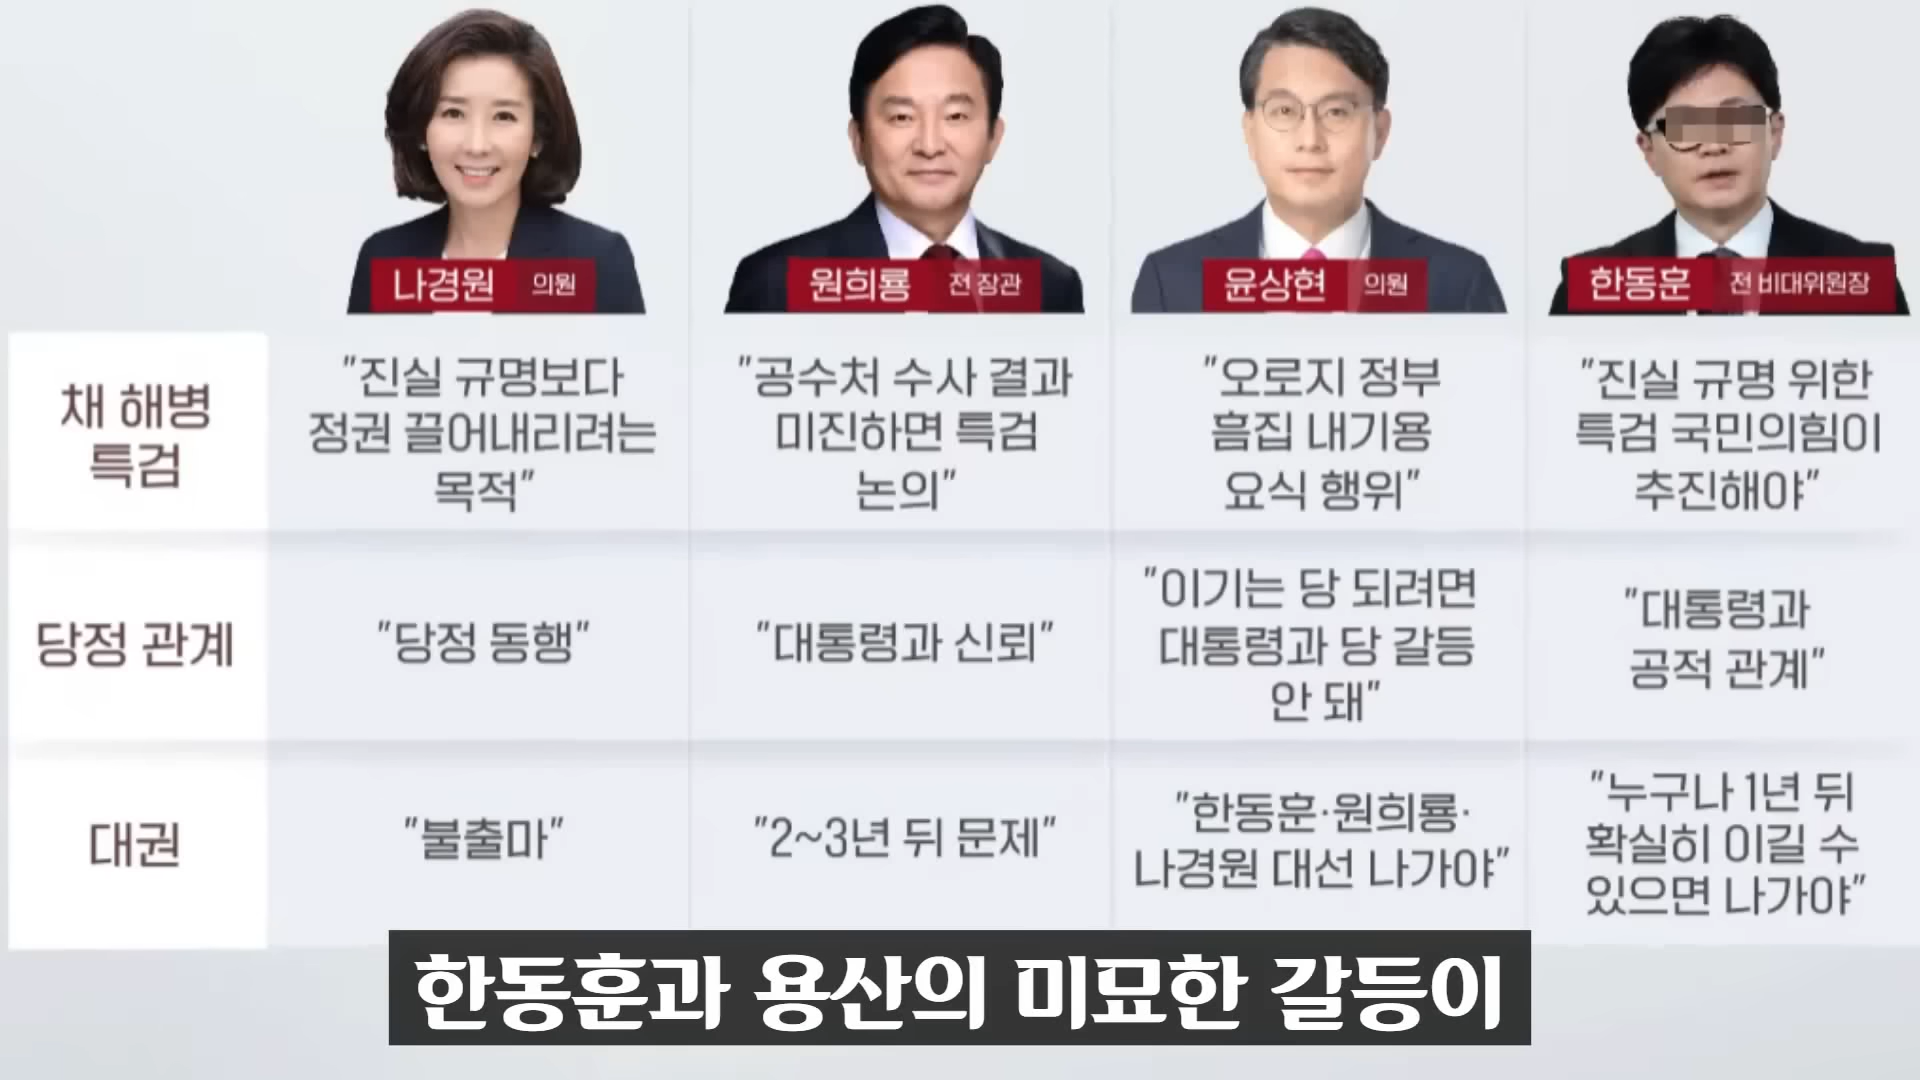 나경원 의원
원희룡 전 장관
윤상현 의원
한동훈 전 비대위원장
채 해병
특검
"진실 규명보다
정권 끌어내리려는
목적"
"공수처 수사 결과
미진하면 특검
논의"
"오로지 정부
흠집 내기용
요식 행위"
"진실 규명 위한
특검 국민의힘이
추진해야"
당정 관계
"당정 동행"
"대통령과 신뢰"
"이기는 당 되려면
대통령과 당 갈등
안 돼"
"대통령과
공적 관계"
대권
"불출마"
"2~3년 뒤 문제"
"한동훈·원희룡·
나경원 대선 나가야"
"누구나 1년 뒤
확실히 이길 수
있으면 나가야"
한동훈과 용산의 미묘한 갈등이